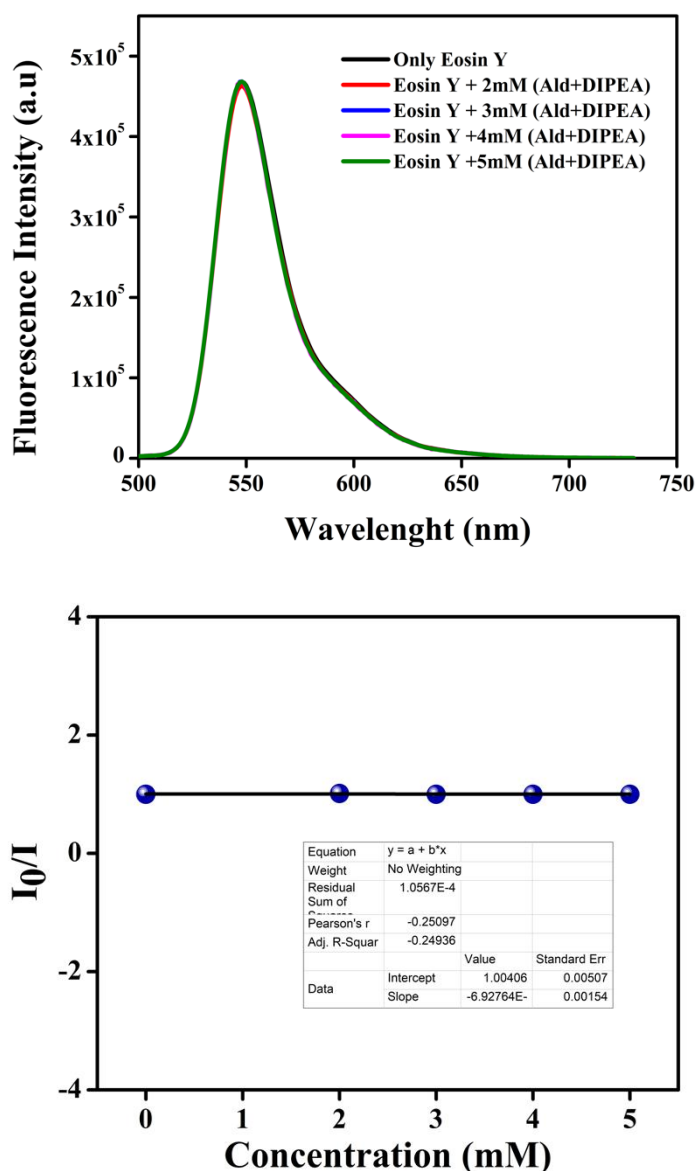 Fluorescence Intensity (a.u)
5x10⁵
4x10⁵
3x10⁵
2x10⁵
1x10⁵
0
Only Eosin Y
Eosin Y + 2mM (Ald+DIPEA)
Eosin Y + 3mM (Ald+DIPEA)
Eosin Y +4mM (Ald+DIPEA)
Eosin Y +5mM (Ald+DIPEA)
500 550 600 650 700 750
Wavelenght (nm)
I₀/I
4
2
0
-2
-4
Equation y = a + b*x
Weight No Weighting
Residual 1.0567E-4
Sum of
Pearson's r -0.25097
Adj. R-Squar -0.24936
Value Standard Err
Data Intercept 1.00406 0.00507
Slope -6.92764E- 0.00154
0 1 2 3 4 5
Concentration (mM)